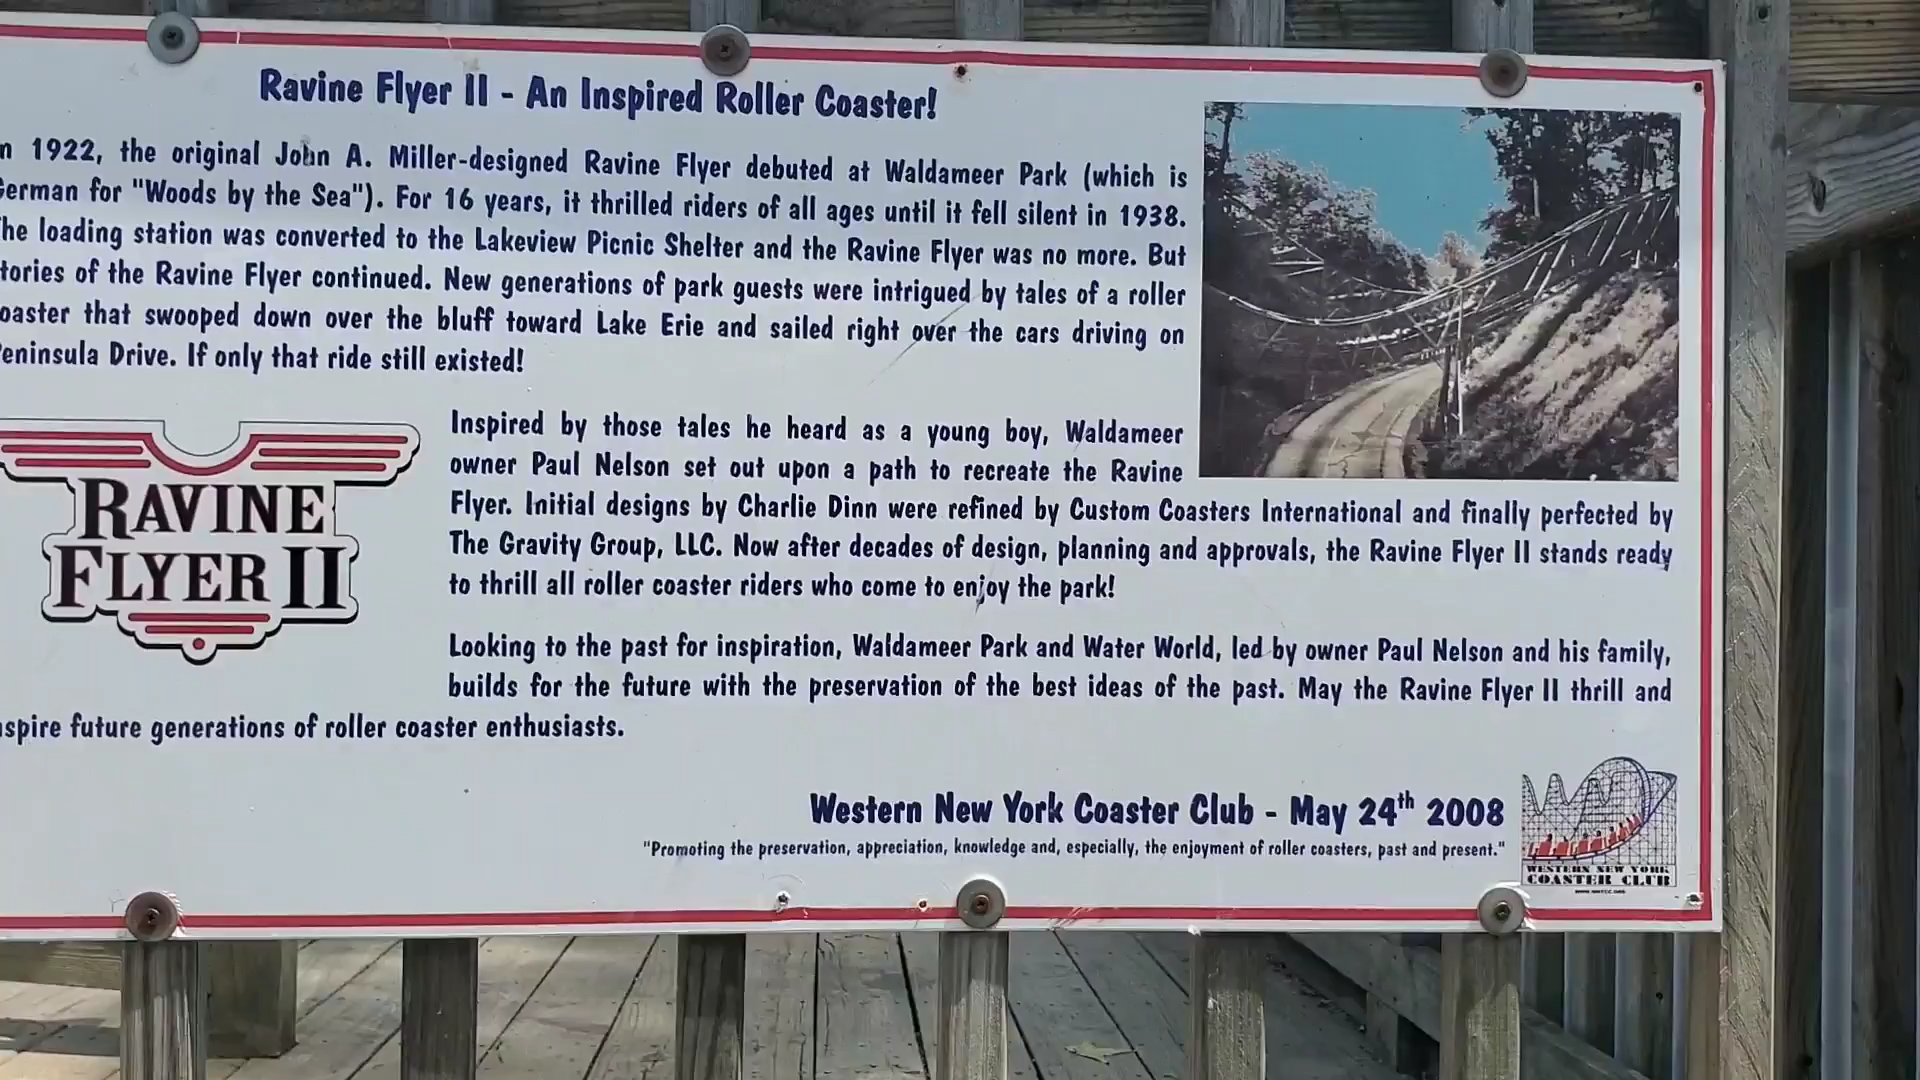 Ravine Flyer II - An Inspired Roller Coaster!
n 1922, the original John A. Miller-designed Ravine Flyer debuted at Waldameer Park (which is
German for "Woods by the Sea"). For 16 years, it thrilled riders of all ages until it fell silent in 1938.
he loading station was converted to the Lakeview Picnic Shelter and the Ravine Flyer was no more. But
tories of the Ravine Flyer continued. New generations of park guests were intrigued by tales of a roller
oaster that swooped down over the bluff toward Lake Erie and sailed right over the cars driving on
eninsula Drive. If only that ride still existed!
Inspired by those tales he heard as a young boy, Waldameer
owner Paul Nelson set out upon a path to recreate the Ravine
Flyer. Initial designs by Charlie Dinn were refined by Custom Coasters International and finally perfected by
The Gravity Group, LLC. Now after decades of design, planning and approvals, the Ravine Flyer II stands ready
to thrill all roller coaster riders who come to enjoy the park!
RAVINE
FLYER II
Looking to the past for inspiration, Waldameer Park and Water World, led by owner Paul Nelson and his family,
builds for the future with the preservation of the best ideas of the past. May the Ravine Flyer II thrill and
nspire future generations of roller coaster enthusiasts.
Western New York Coaster Club - May 24th 2008
"Promoting the preservation, appreciation, knowledge and, especially, the enjoyment of roller coasters, past and present."
WESTERN NEW YORK
COASTER CLUB